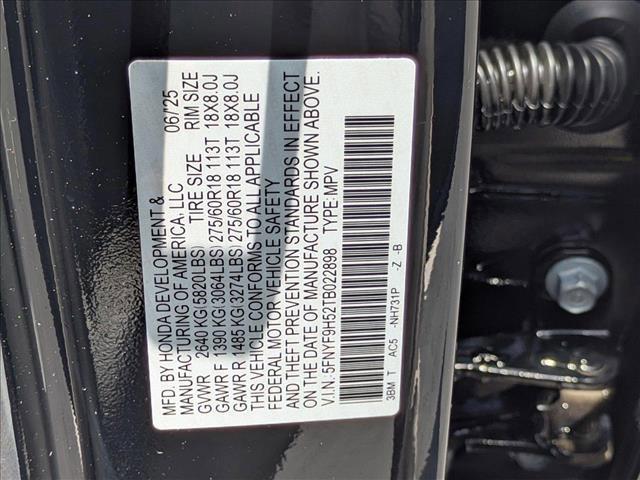 MFD. BY HONDA DEVELOPMENT & 06/25
MANUFACTURING OF AMERICA, LLC
GVWR 2640 KG(5820LBS) TIRE SIZE RIM SIZE
GAWR F 1390 KG(3064LBS) 275/60R18 113T 18X8.0J
GAWR R 1485 KG(3274LBS) 275/60R18 113T 18X8.0J
THIS VEHICLE CONFORMS TO ALL APPLICABLE
FEDERAL MOTOR VEHICLE SAFETY
AND THEFT PREVENTION STANDARDS IN EFFECT
ON THE DATE OF MANUFACTURE SHOWN ABOVE.
V.I.N.: 5FNYF9H52TB022898 TYPE: MPV
3BM T AC5 -NH731P -Z -B